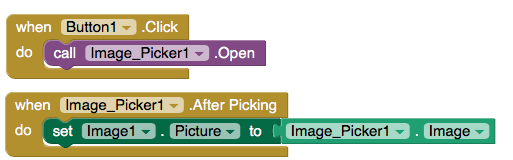 when Button1 .Click
do call Image_Picker1 .Open
when Image_Picker1 .After Picking
do set Image1 . Picture to Image_Picker1 . Image